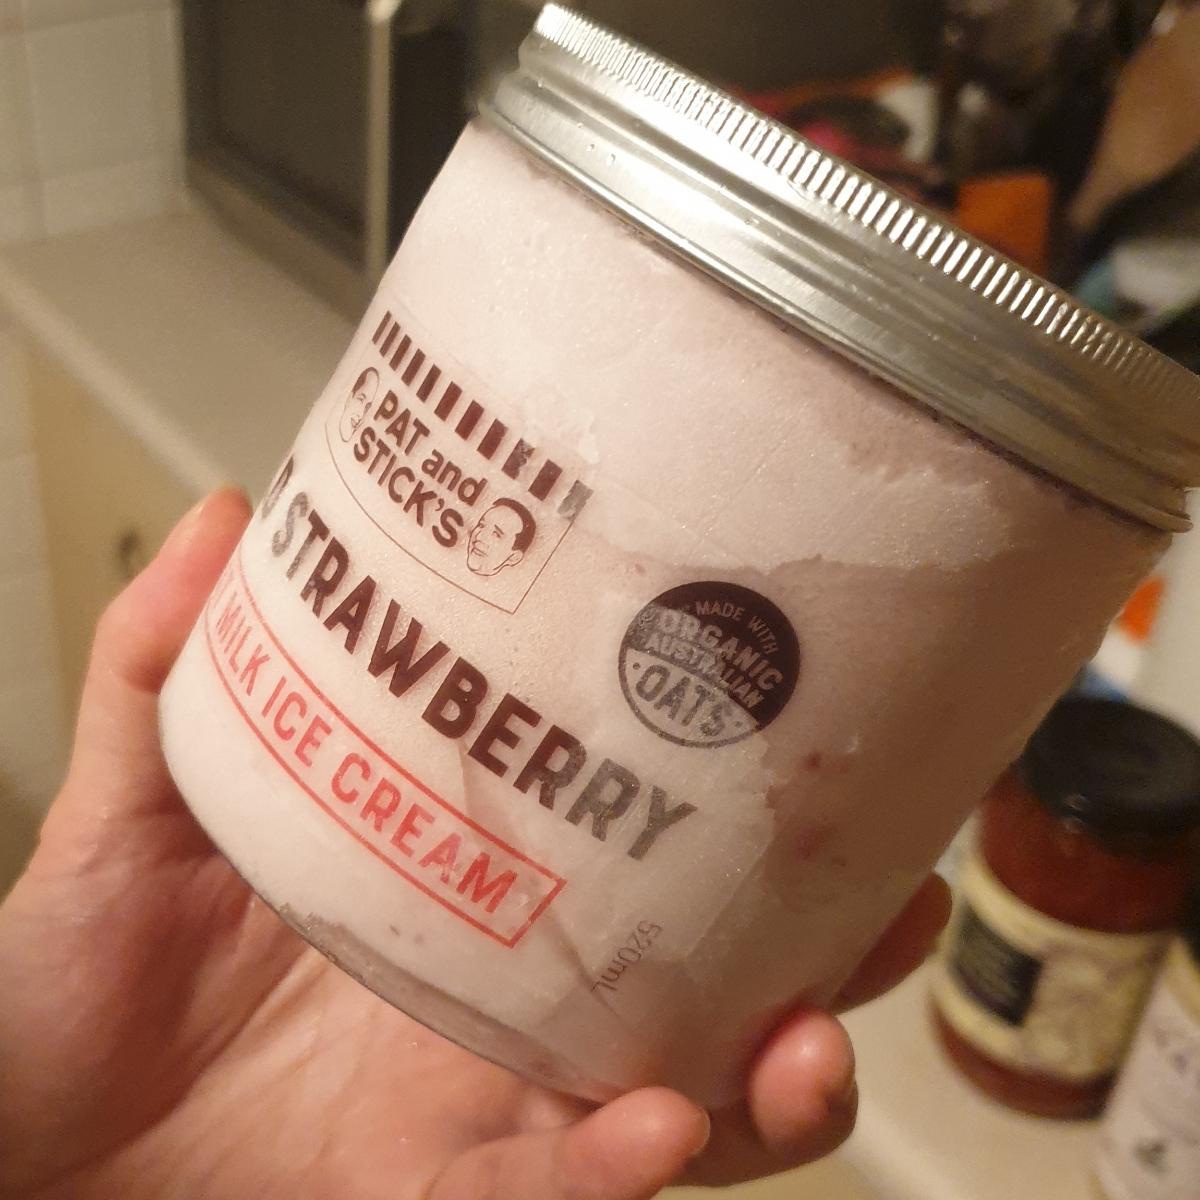 PAT and
STICK'S
D STRAWBERRY
MILK ICE CREAM
MADE WITH
ORGANIC
AUSTRALIAN
OATS
520mL